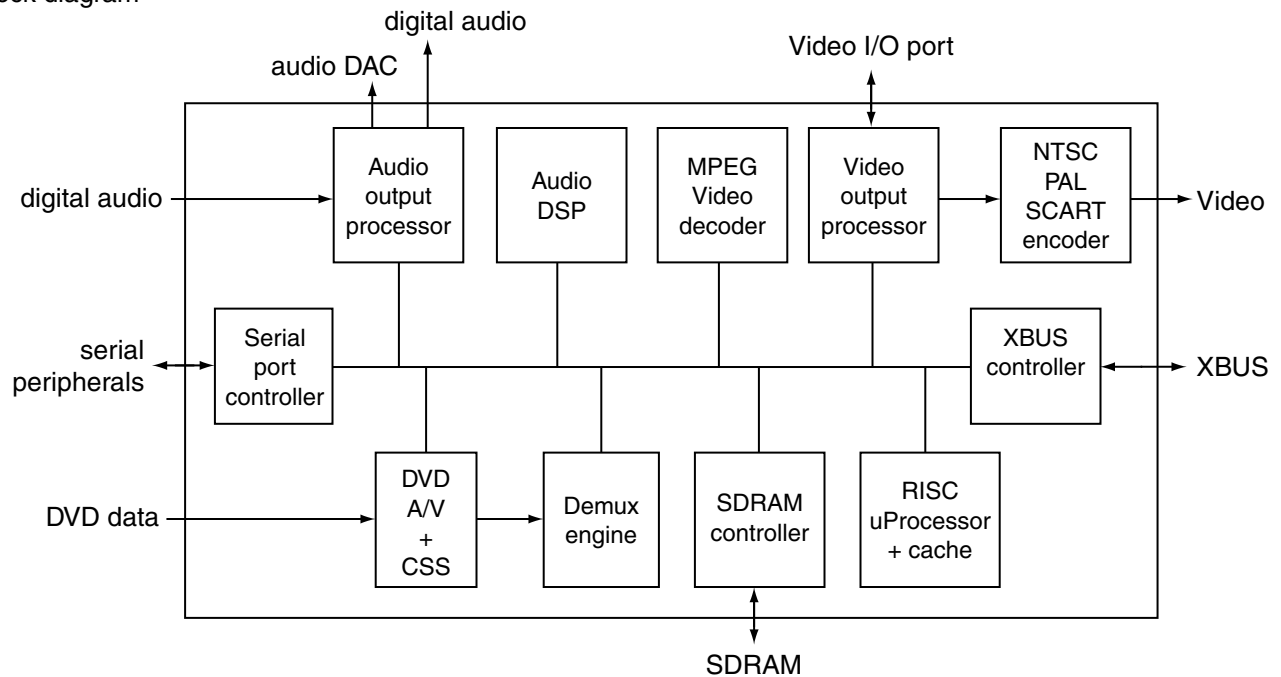 digital audio
audio DAC
Video I/O port
Audio
output
processor
Audio
DSP
MPEG
Video
decoder
Video
output
processor
NTSC
PAL
SCART
encoder
digital audio
Video
serial
peripherals
Serial
port
controller
XBUS
controller
XBUS
DVD data
DVD
A/V
+
CSS
Demux
engine
SDRAM
controller
RISC
uProcessor
+ cache
SDRAM